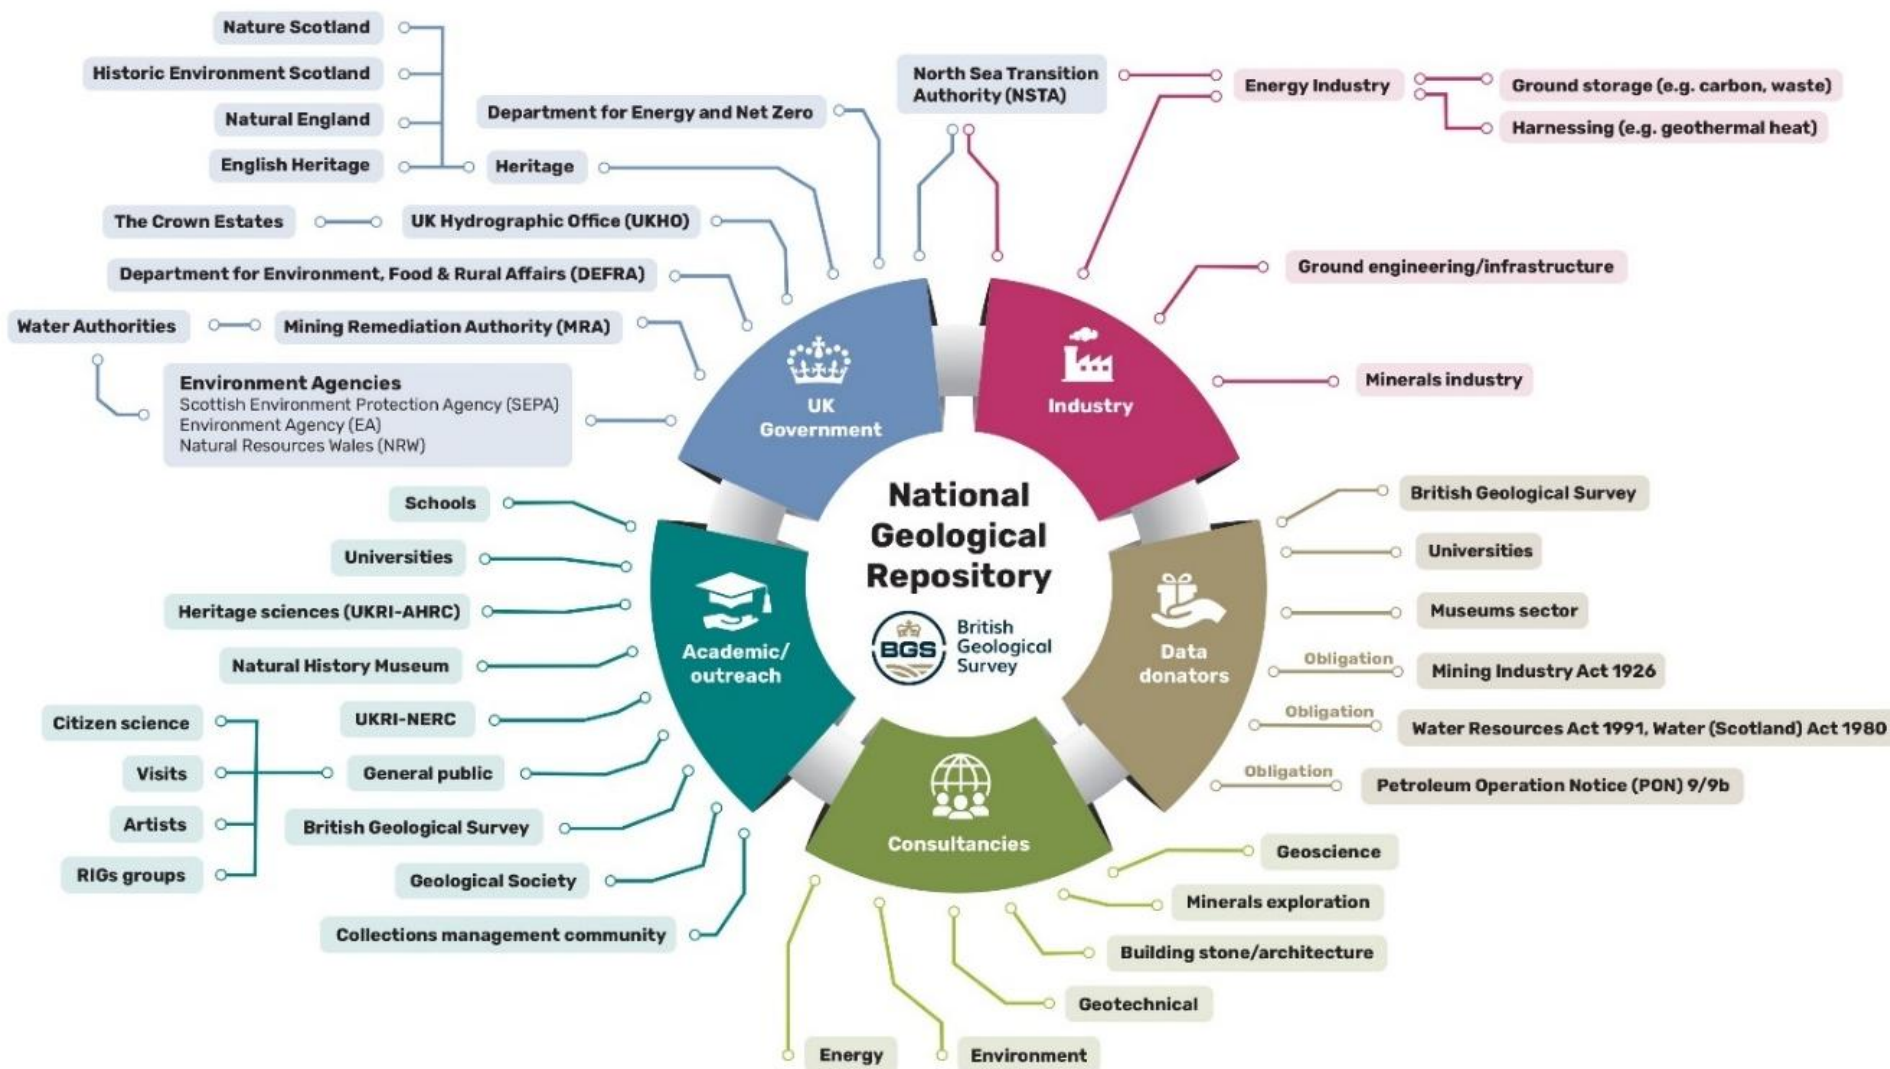 Nature Scotland
Historic Environment Scotland
Natural England
English Heritage
Heritage
Department for Energy and Net Zero
The Crown Estates
UK Hydrographic Office (UKHO)
Department for Environment, Food & Rural Affairs (DEFRA)
Water Authorities
Mining Remediation Authority (MRA)
Environment Agencies
Scottish Environment Protection Agency (SEPA)
Environment Agency (EA)
Natural Resources Wales (NRW)
UK
Government
North Sea Transition
Authority (NSTA)
Energy Industry
Ground storage (e.g. carbon, waste)
Harnessing (e.g. geothermal heat)
Ground engineering/infrastructure
Minerals industry
Industry
National
Geological
Repository
BGS
British
Geological
Survey
Schools
Universities
Heritage sciences (UKRI-AHRC)
Natural History Museum
UKRI-NERC
General public
Citizen science
Visits
Artists
RIGs groups
British Geological Survey
Geological Society
Collections management community
Academic/
outreach
British Geological Survey
Universities
Museums sector
Obligation
Mining Industry Act 1926
Obligation
Water Resources Act 1991, Water (Scotland) Act 1980
Obligation
Petroleum Operation Notice (PON) 9/9b
Data
donators
Consultancies
Geoscience
Minerals exploration
Building stone/architecture
Geotechnical
Energy
Environment